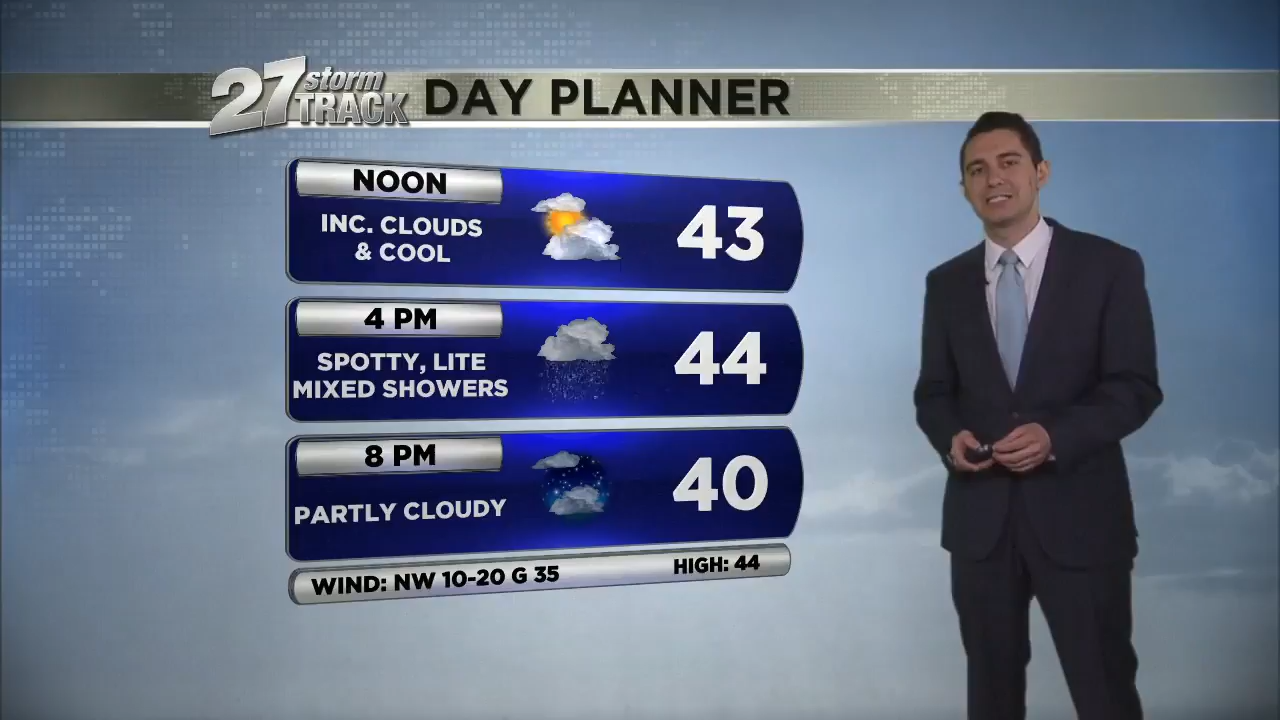 27 storm TRACK DAY PLANNER
NOON
INC. CLOUDS
& COOL
43
4 PM
SPOTTY, LITE
MIXED SHOWERS
44
8 PM
PARTLY CLOUDY
40
WIND: NW 10-20 G 35
HIGH: 44